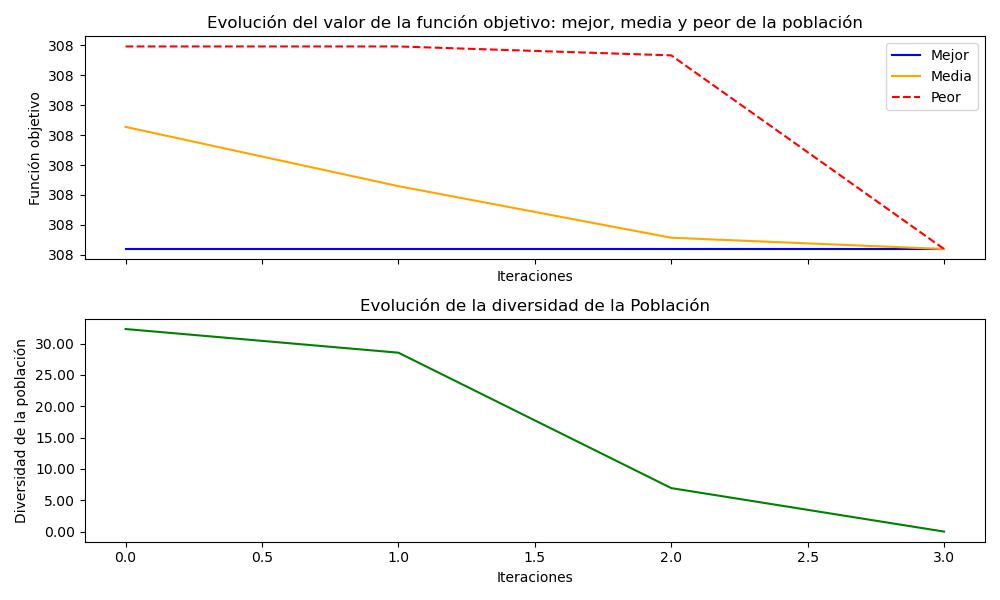 Evolución del valor de la función objetivo: mejor, media y peor de la población
308
308
308
308
308
308
308
308
Función objetivo
Mejor
Media
Peor
Iteraciones
Evolución de la diversidad de la Población
30.00
25.00
20.00
15.00
10.00
5.00
0.00
Diversidad de la población
0.0 0.5 1.0 1.5 2.0 2.5 3.0
Iteraciones